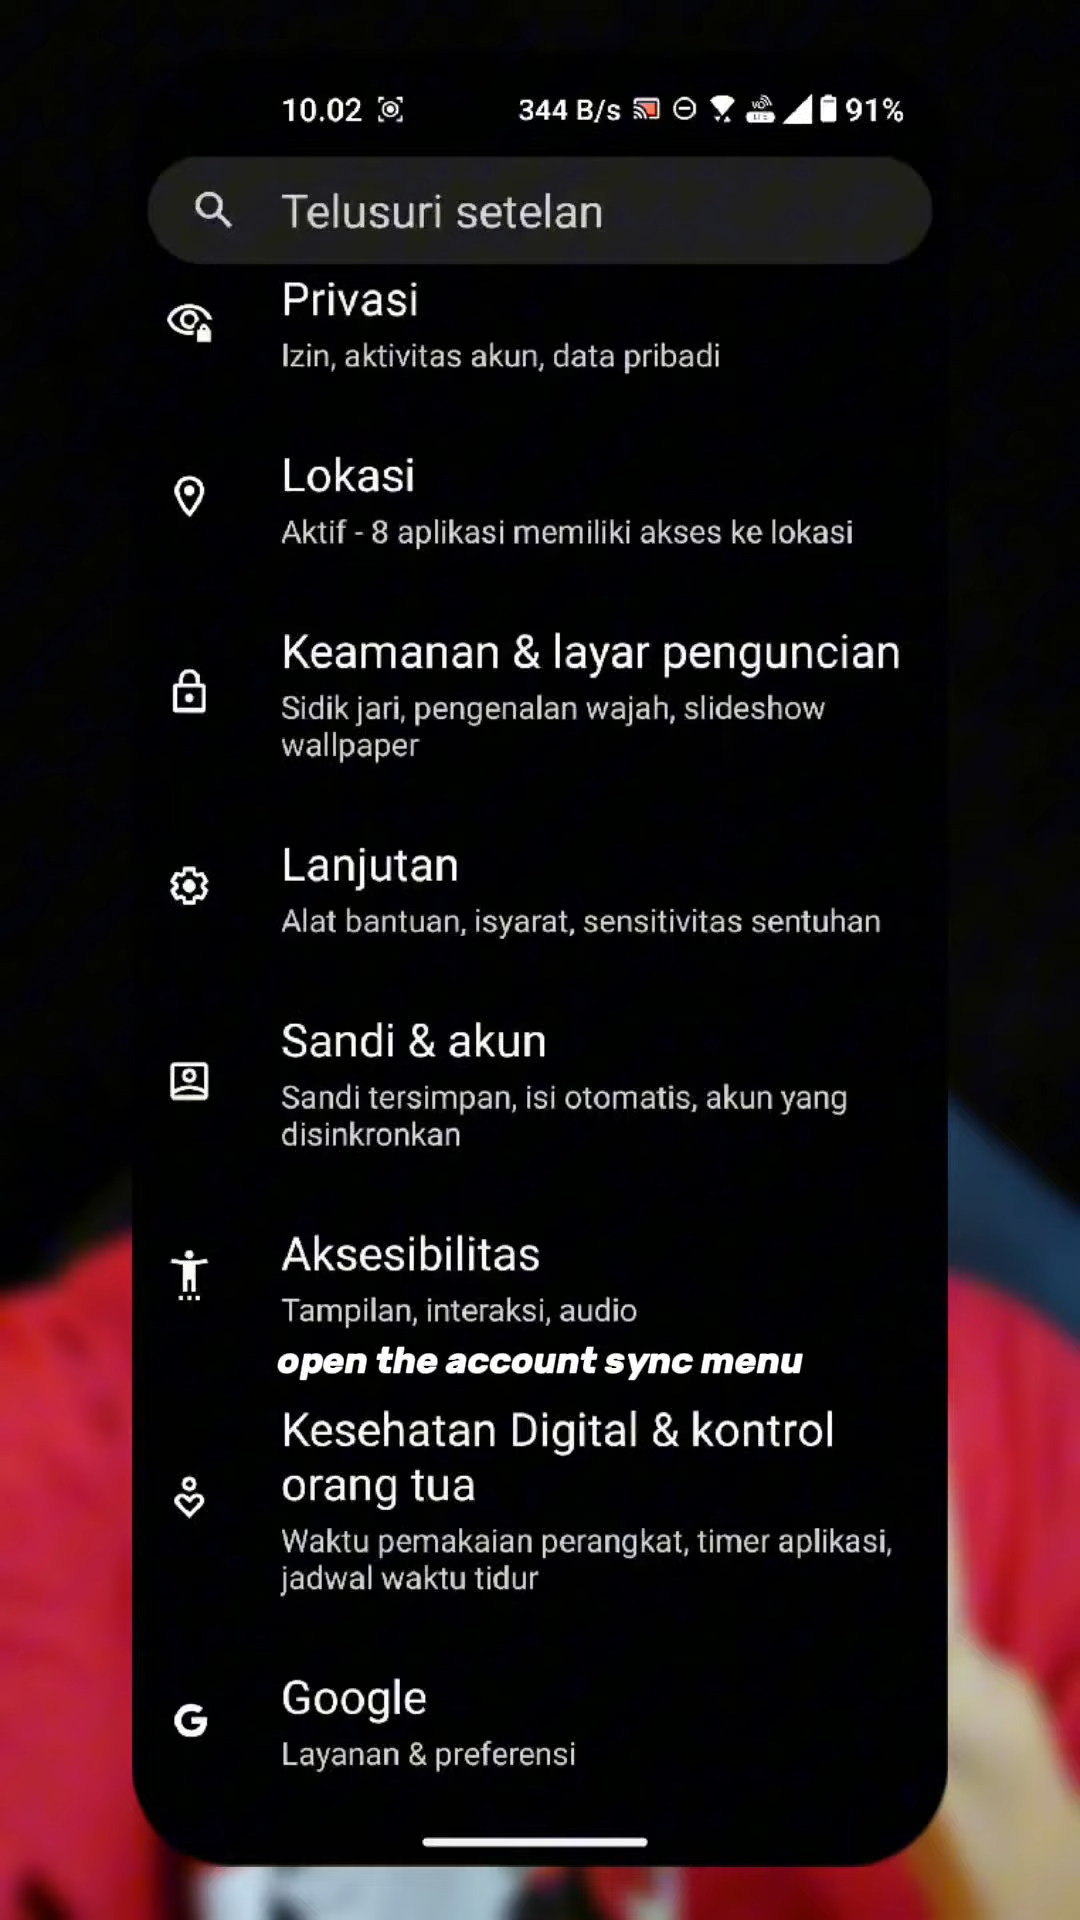 10.02 344 B/s 91%
Telusuri setelan
Privasi
Izin, aktivitas akun, data pribadi
Lokasi
Aktif - 8 aplikasi memiliki akses ke lokasi
Keamanan & layar penguncian
Sidik jari, pengenalan wajah, slideshow
wallpaper
Lanjutan
Alat bantuan, isyarat, sensitivitas sentuhan
Sandi & akun
Sandi tersimpan, isi otomatis, akun yang
disinkronkan
Aksesibilitas
Tampilan, interaksi, audio
open the account sync menu
Kesehatan Digital & kontrol
orang tua
Waktu pemakaian perangkat, timer aplikasi,
jadwal waktu tidur
G Google
Layanan & preferensi